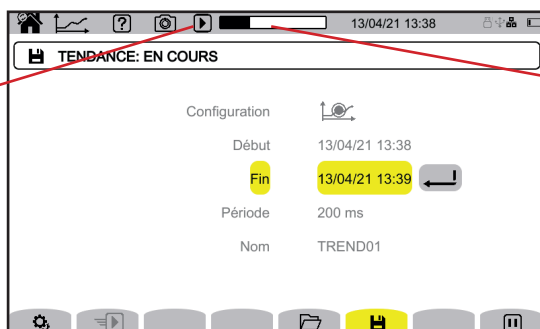 13/04/21 13:38
TENDANCE: EN COURS
Configuration
Début 13/04/21 13:38
Fin 13/04/21 13:39
Période 200 ms
Nom TREND01